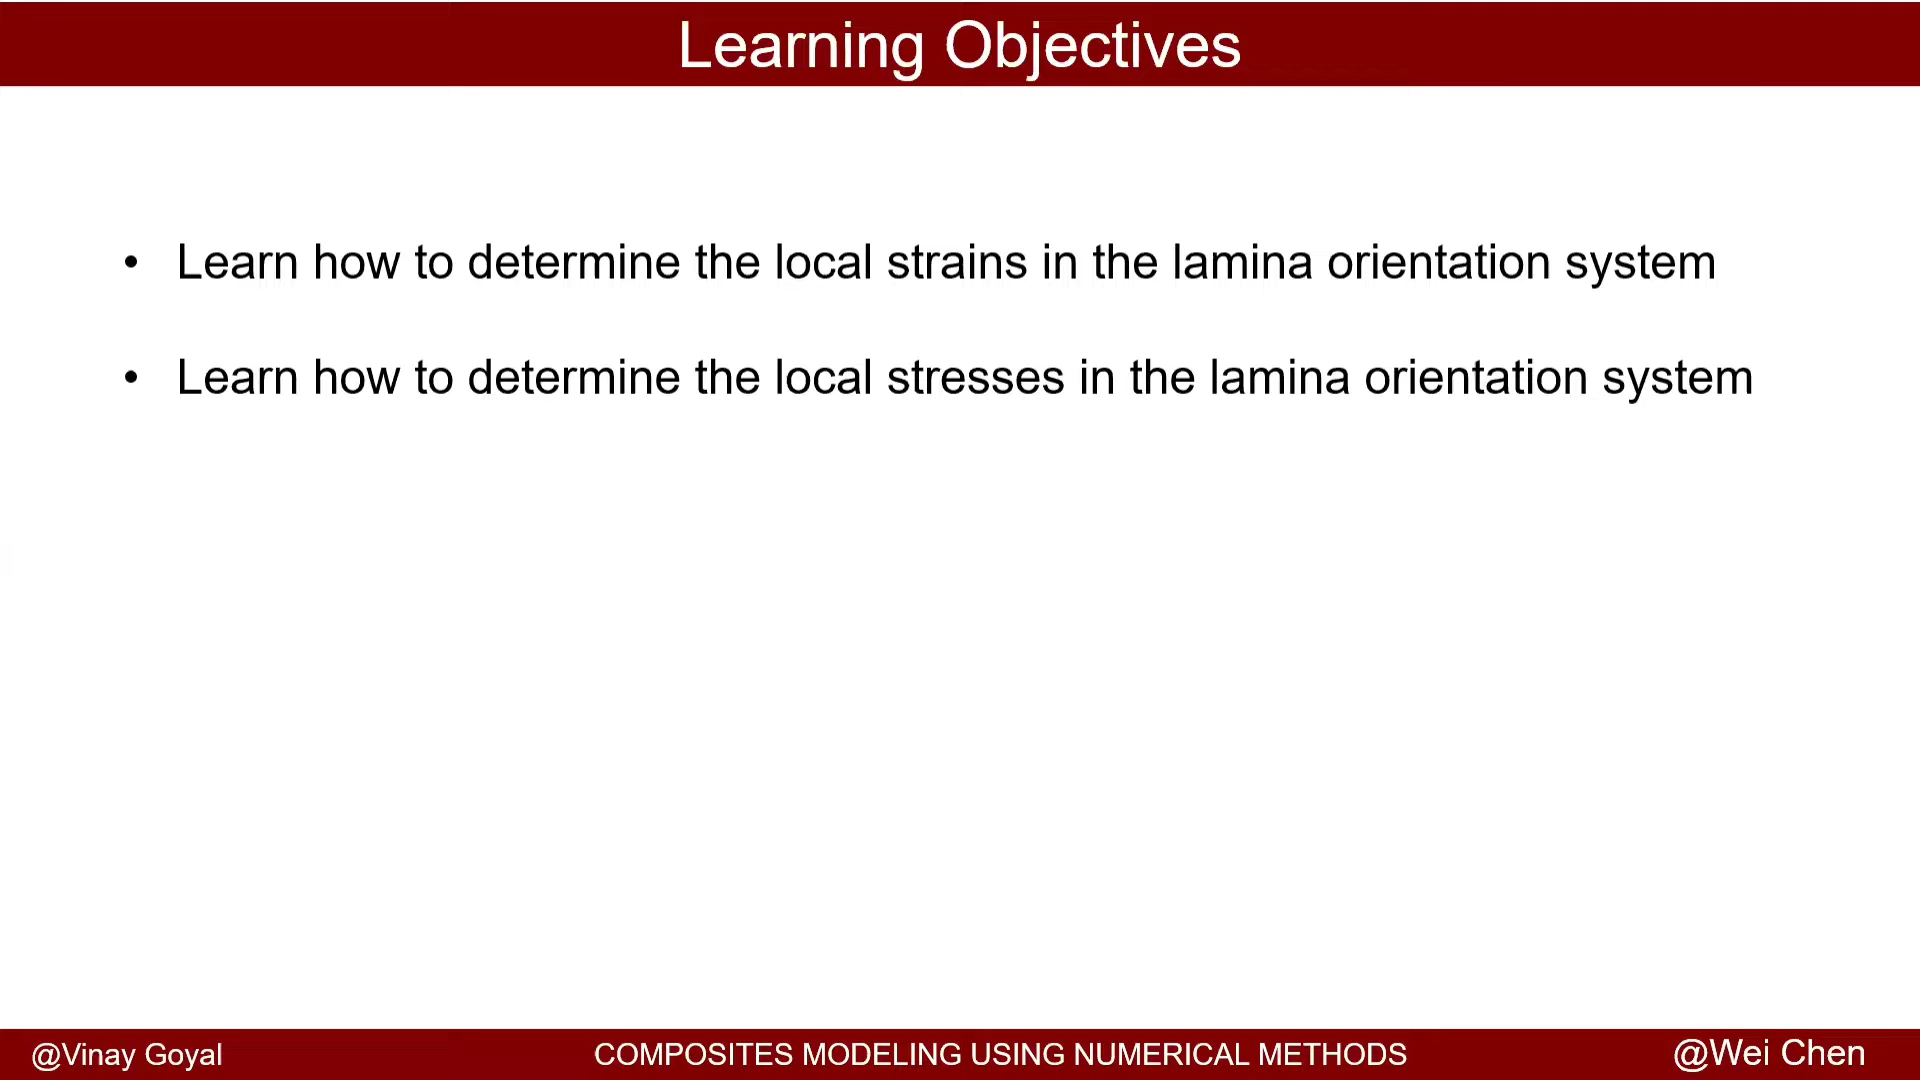 Learning Objectives
• Learn how to determine the local strains in the lamina orientation system
• Learn how to determine the local stresses in the lamina orientation system
@Vinay Goyal
COMPOSITES MODELING USING NUMERICAL METHODS
@Wei Chen